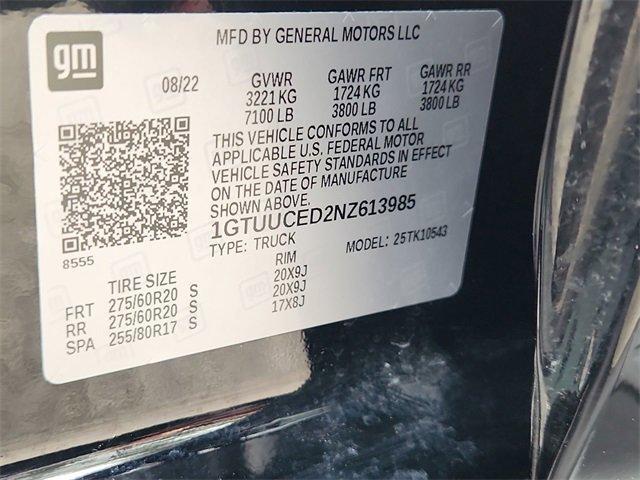 gm
MFD BY GENERAL MOTORS LLC
08/22 GVWR GAWR FRT GAWR RR
3221 KG 1724 KG 1724 KG
7100 LB 3800 LB 3800 LB
THIS VEHICLE CONFORMS TO ALL
APPLICABLE U.S. FEDERAL MOTOR
VEHICLE SAFETY STANDARDS IN EFFECT
ON THE DATE OF MANUFACTURE
SHOWN ABOVE.
1GTUUCED2NZ613985
8555
TYPE: TRUCK MODEL: 25TK10543
TIRE SIZE RIM
FRT 275/60R20 S 20X9J
RR 275/60R20 S 20X9J
SPA 255/80R17 S 17X8J